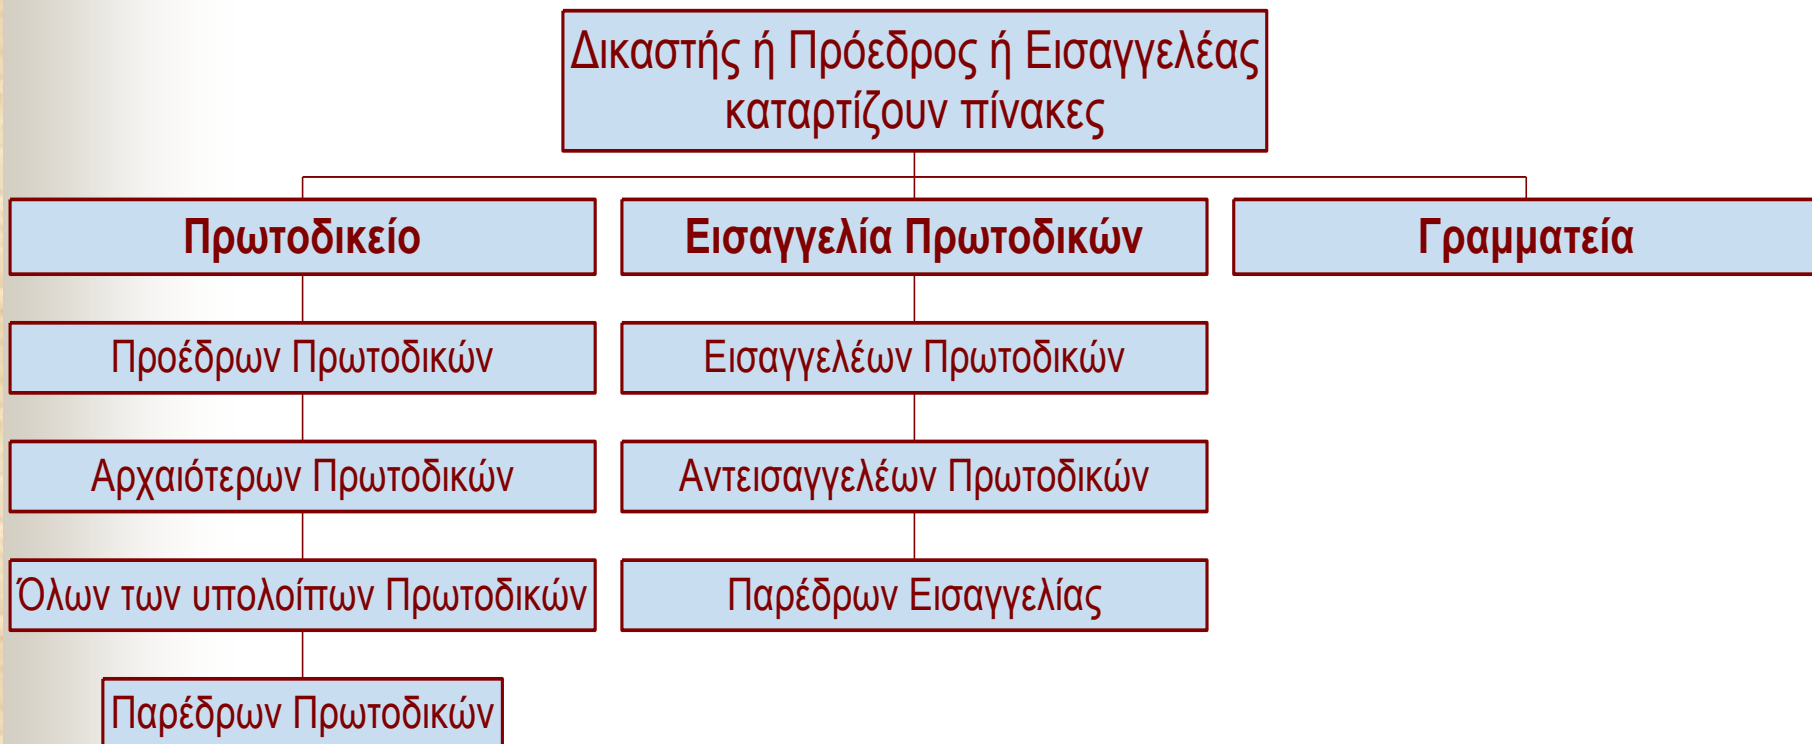 Δικαστής ή Πρόεδρος ή Εισαγγελέας
καταρτίζουν πίνακες
Πρωτοδικείο
Εισαγγελία Πρωτοδικών
Γραμματεία
Προέδρων Πρωτοδικών
Εισαγγελέων Πρωτοδικών
Αρχαιότερων Πρωτοδικών
Αντεισαγγελέων Πρωτοδικών
Όλων των υπολοίπων Πρωτοδικών
Παρέδρων Εισαγγελίας
Παρέδρων Πρωτοδικών